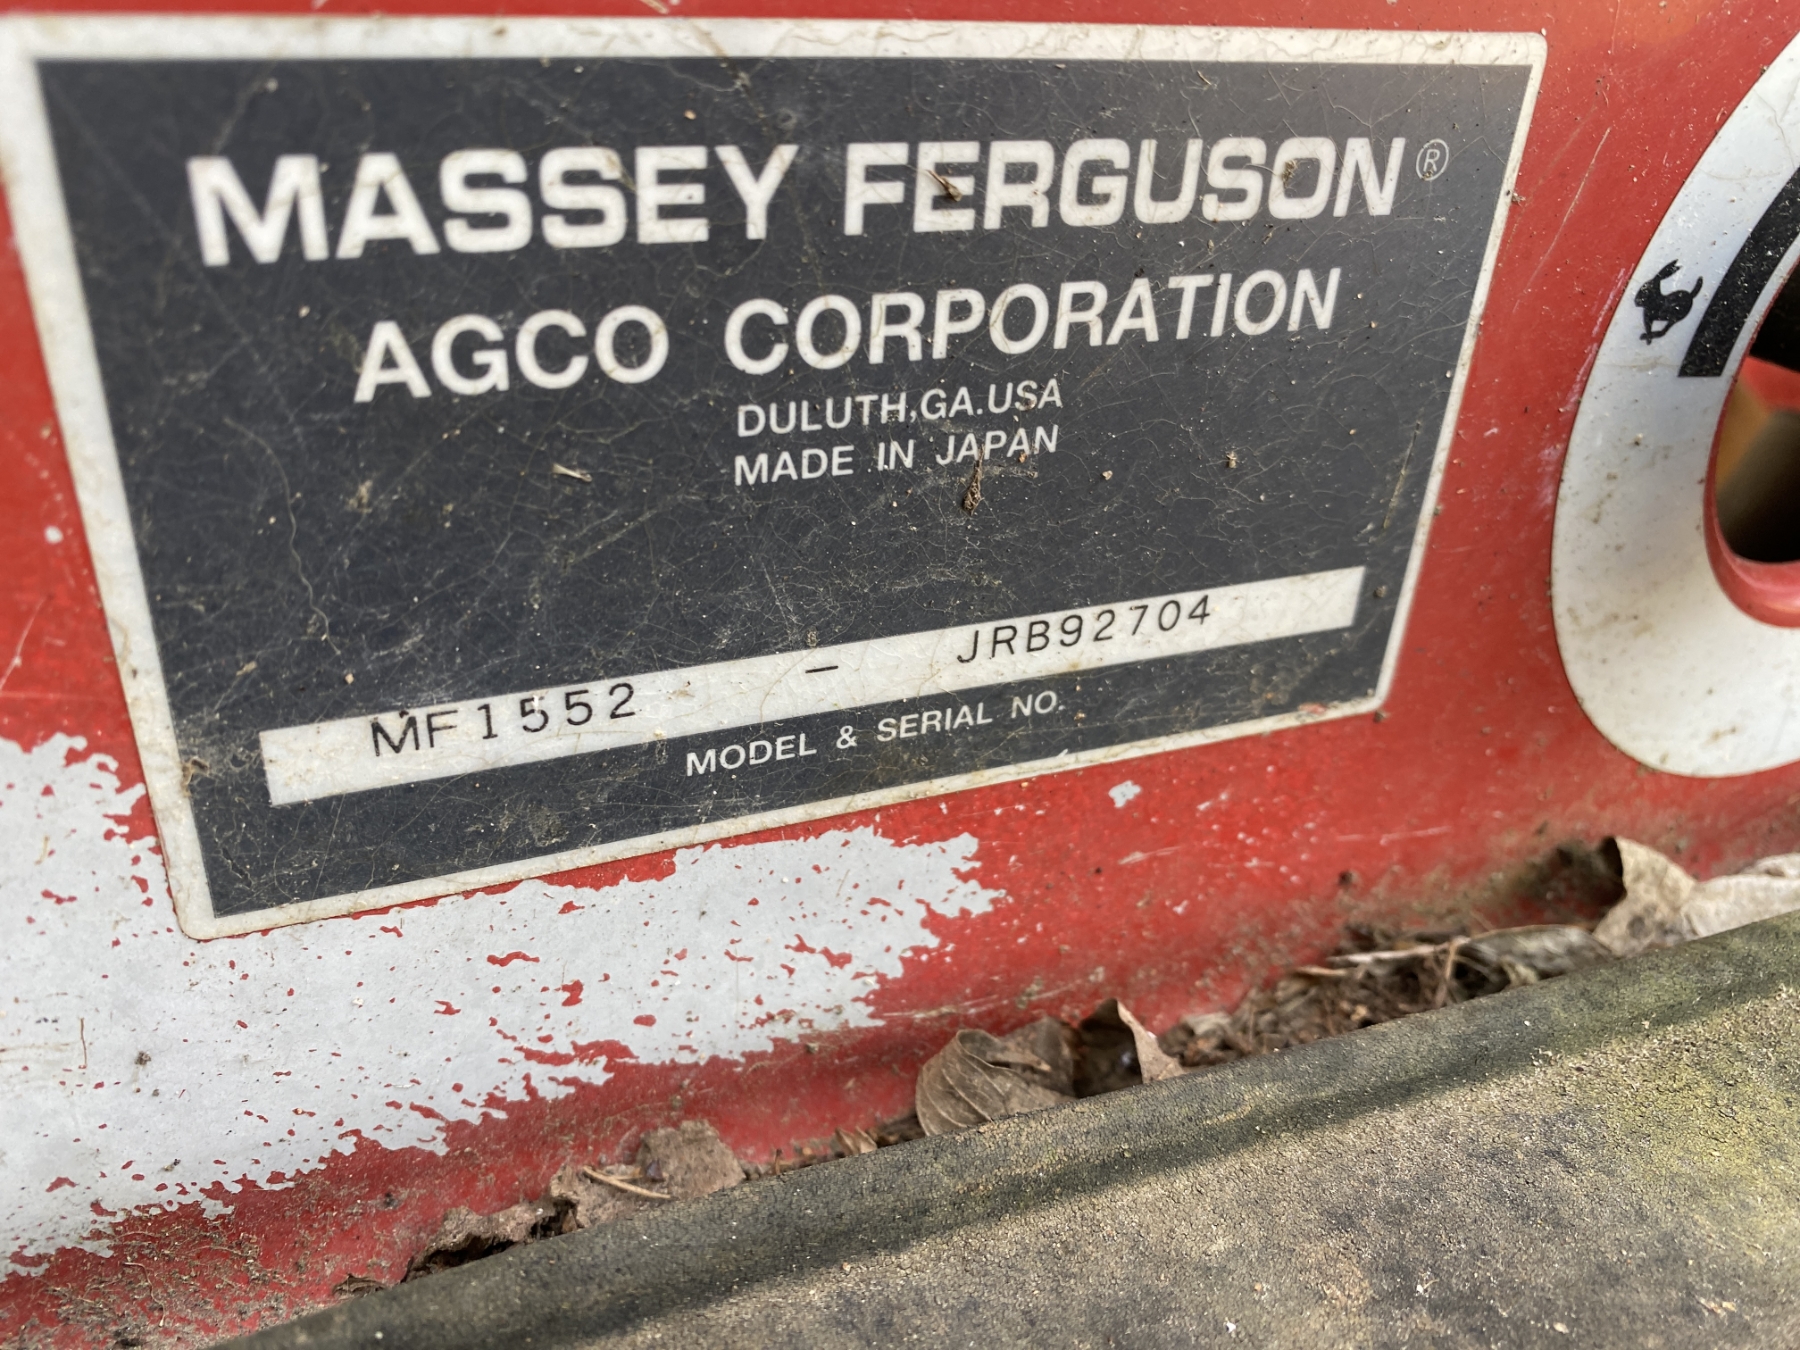 MASSEY FERGUSON®
AGCO CORPORATION
DULUTH,GA.USA
MADE IN JAPAN
MF1552 - JRB92704
MODEL & SERIAL NO.